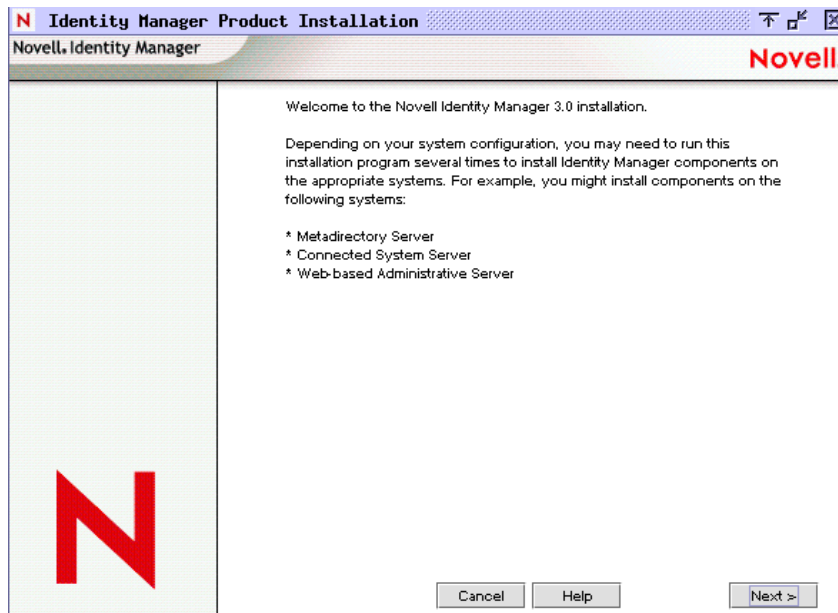 N Identity Manager Product Installation
Novell. Identity Manager
Novell.
Welcome to the Novell Identity Manager 3.0 installation.
Depending on your system configuration, you may need to run this
installation program several times to install Identity Manager components on
the appropriate systems. For example, you might install components on the
following systems:
* Metadirectory Server
* Connected System Server
* Web-based Administrative Server
N
Cancel Help Next >